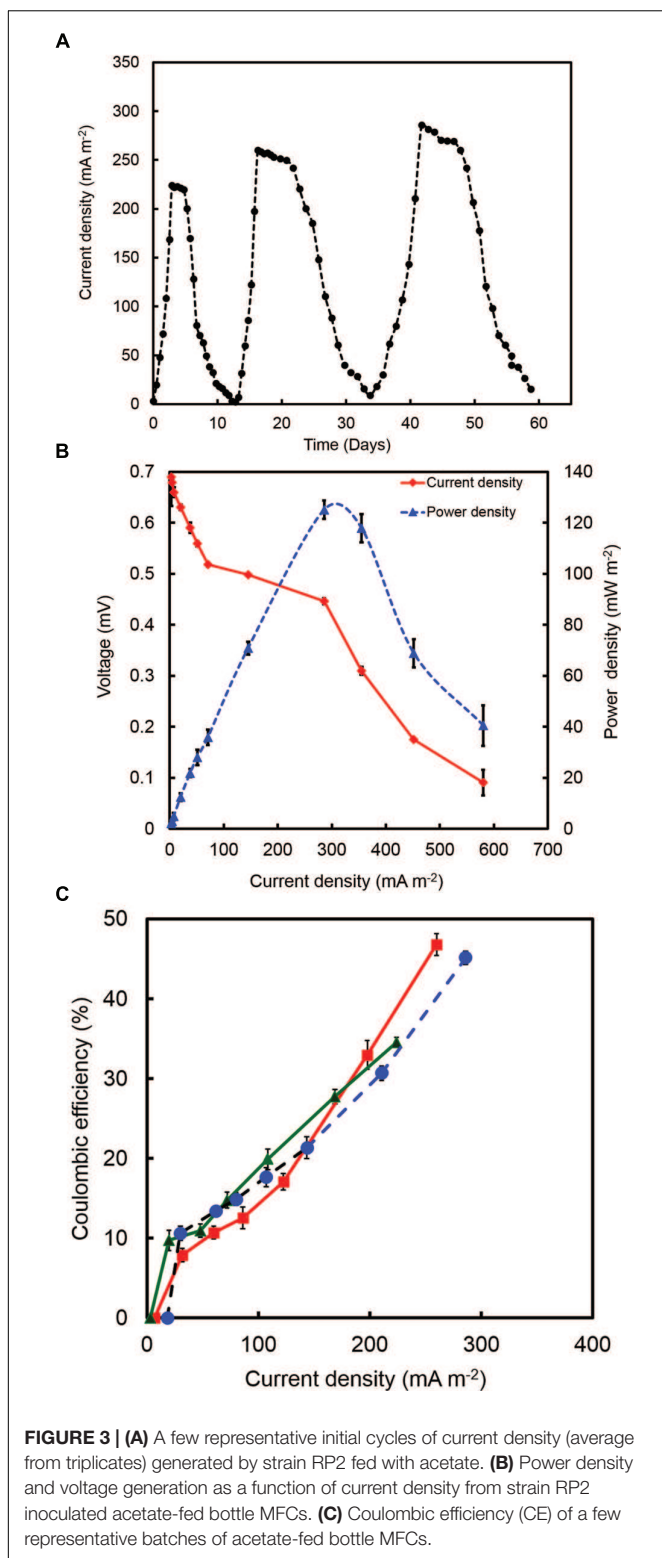 A
350
300
250
200
150
100
50
0
Current density (mA m-2)
0 10 20 30 40 50 60
Time (Days)
B
0.7
0.6
0.5
0.4
0.3
0.2
0.1
0
Voltage (mV)
Current density
Power density
140
120
100
80
60
40
20
0
Power density (mW m-2)
0 100 200 300 400 500 600 700
Current density (mA m-2)
C
50
40
30
20
10
0
Coulombic efficiency (%)
0 100 200 300 400
Current density (mA m-2)
FIGURE 3 | (A) A few representative initial cycles of current density (average
from triplicates) generated by strain RP2 fed with acetate. (B) Power density
and voltage generation as a function of current density from strain RP2
inoculated acetate-fed bottle MFCs. (C) Coulombic efficiency (CE) of a few
representative batches of acetate-fed bottle MFCs.